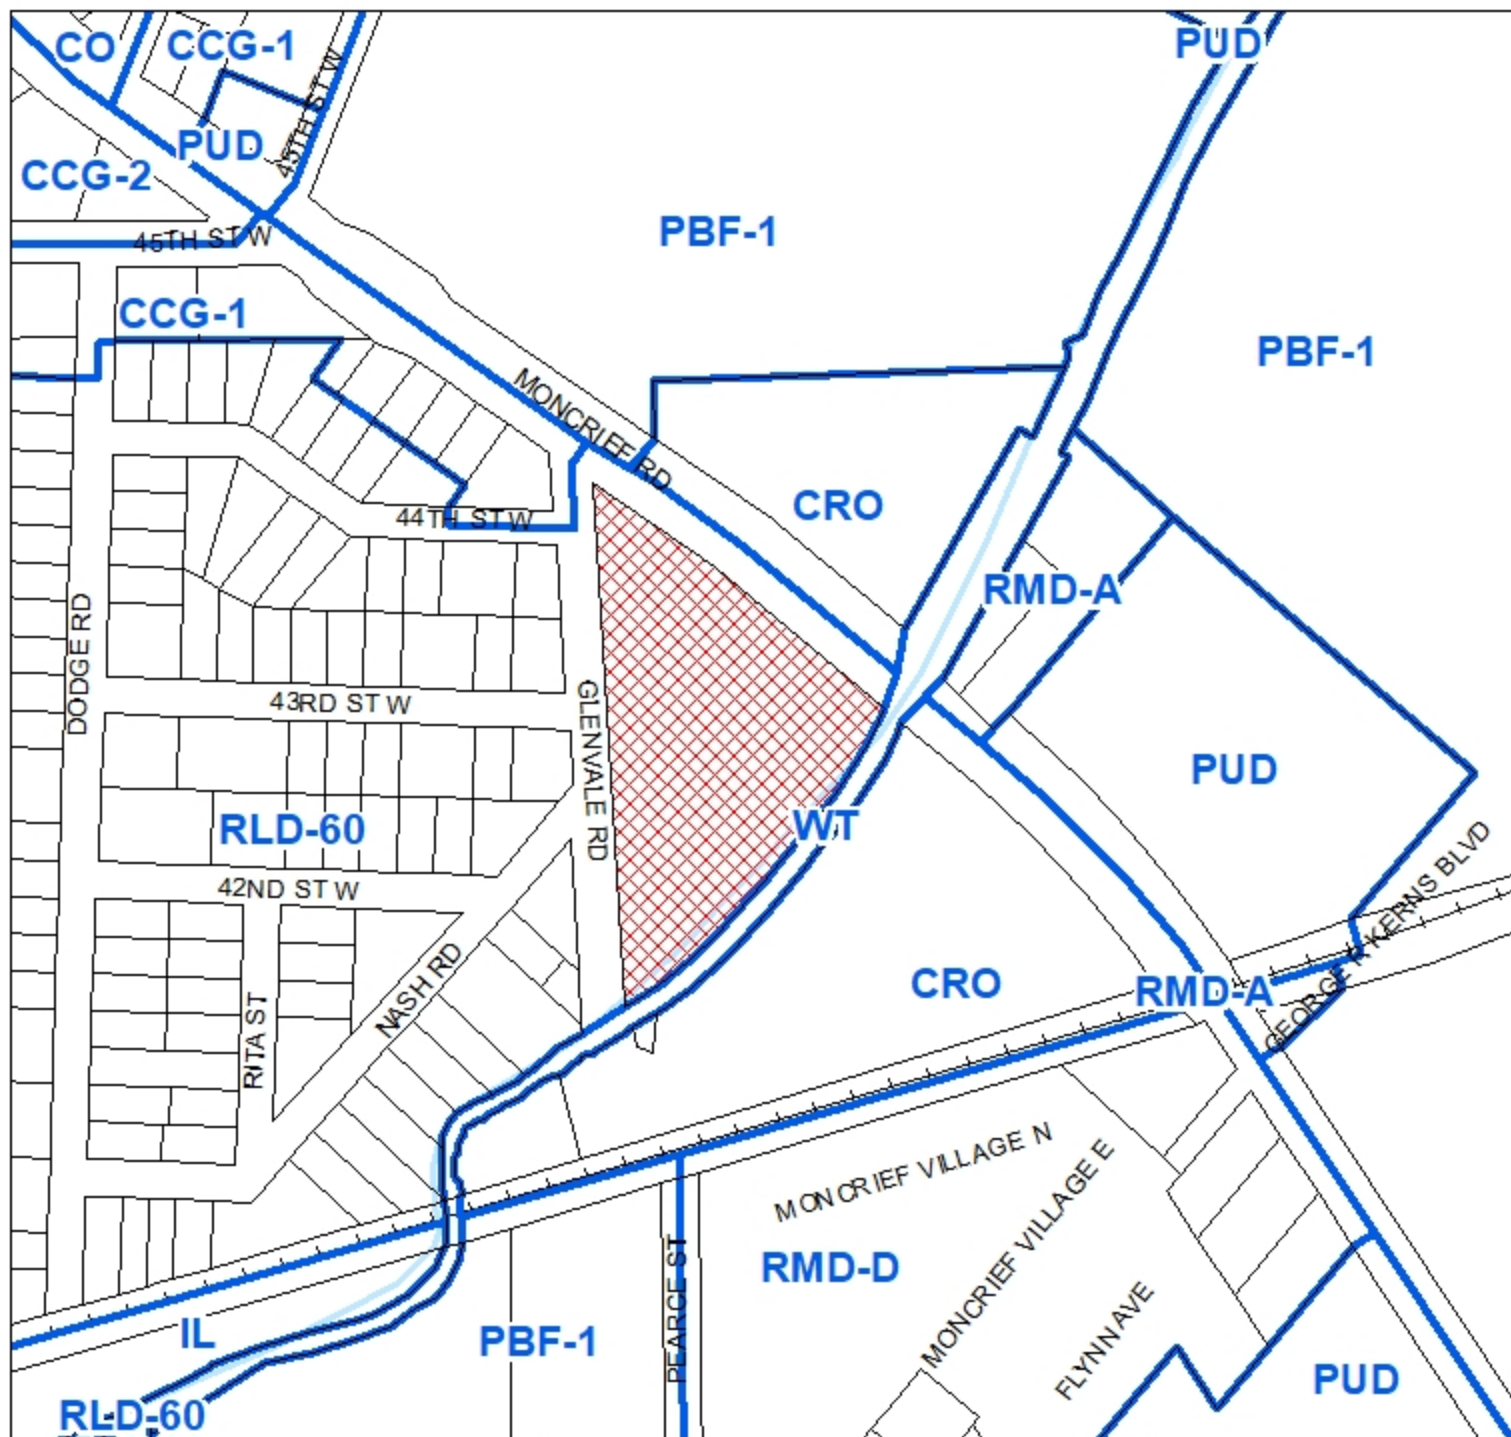 CO
CCG-1
PUD
45TH ST W
PUD
CCG-2
45TH ST W
PBF-1
CCG-1
PBF-1
MONCRIEF RD
CRO
44TH ST W
RMD-A
DODGE RD
43RD ST W
GLENVALE RD
PUD
RLD-60
WT
42ND ST W
GEORGE R KERNS BLVD
NASH RD
CRO
RMD-A
RITA ST
MONCRIEF VILLAGE N
MONCRIEF VILLAGE E
RMD-D
PEARCE ST
IL
PBF-1
FLYNN AVE
PUD
RLD-60